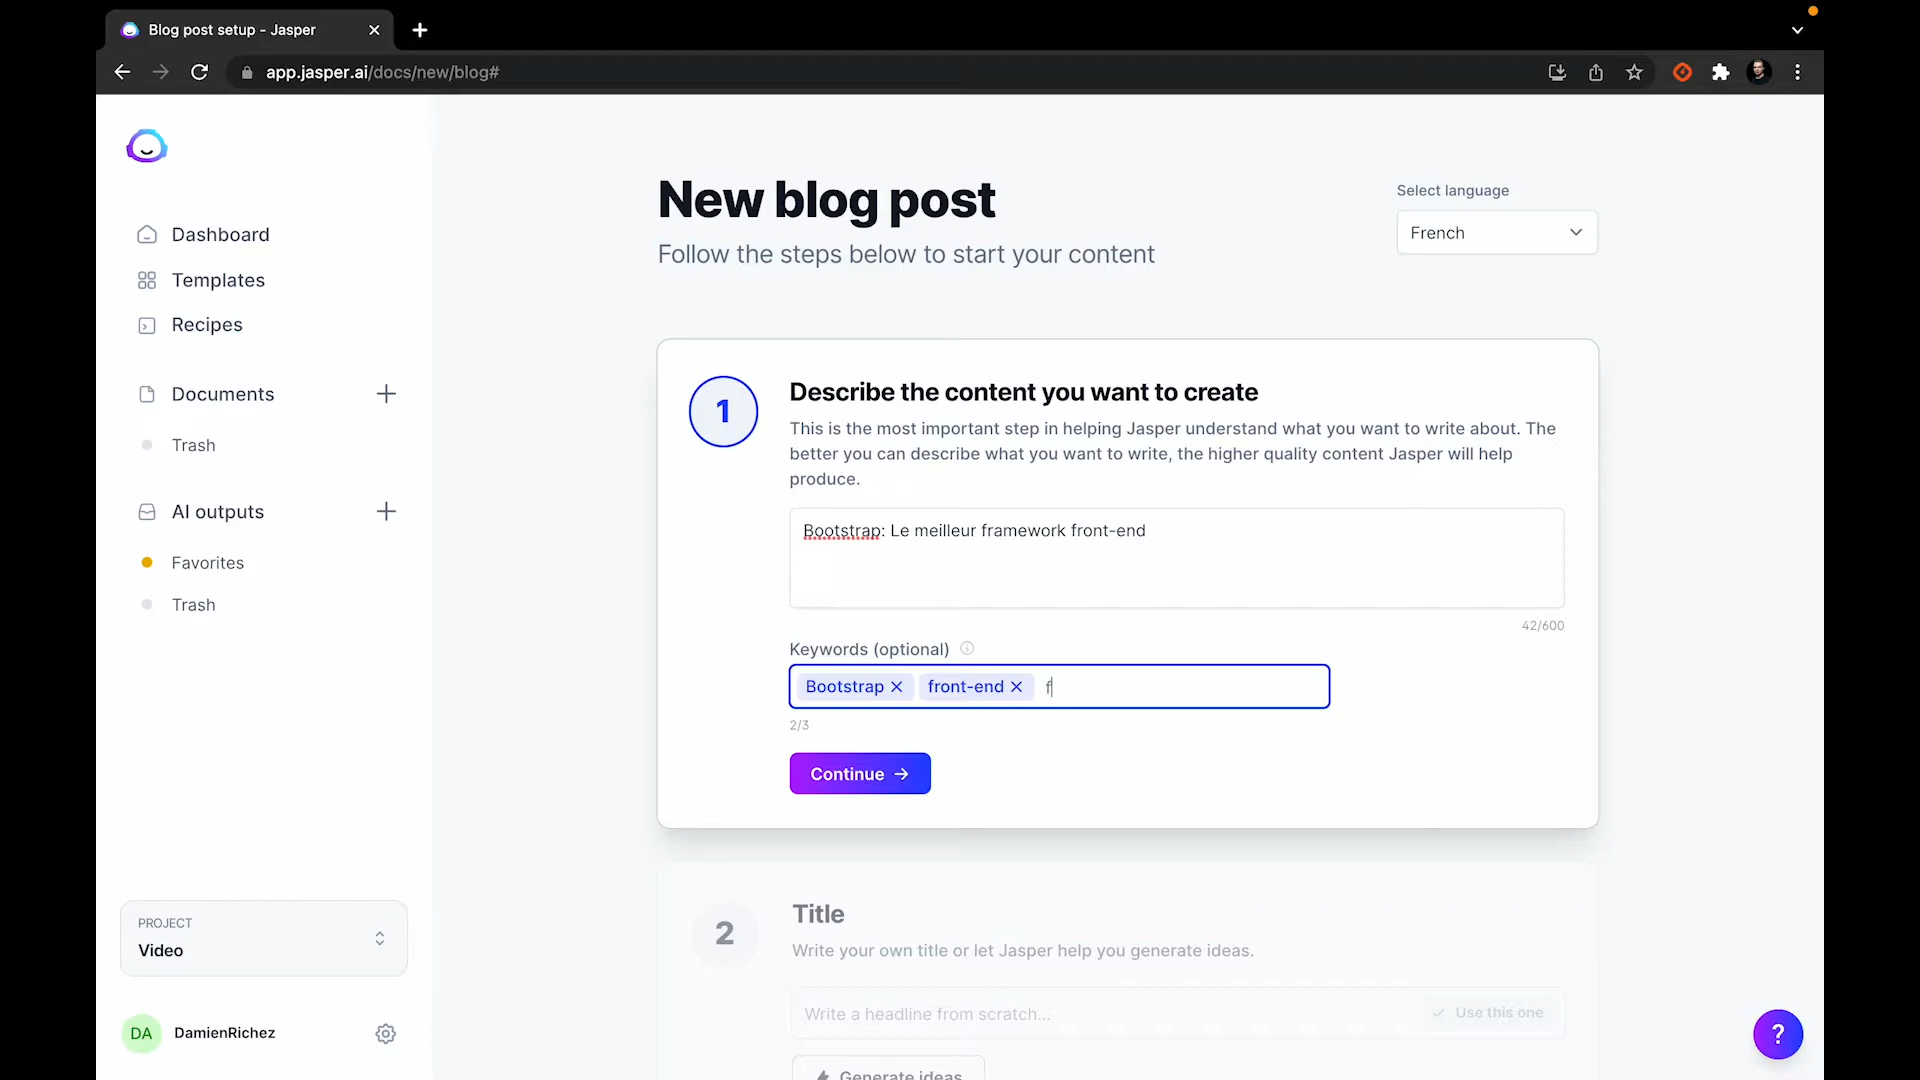 Blog post setup - Jasper
app.jasper.ai/docs/new/blog#
Dashboard
Templates
Recipes
Documents
Trash
AI outputs
Favorites
Trash
PROJECT
Video
DA
DamienRichez
New blog post
Follow the steps below to start your content
Select language
French
1
Describe the content you want to create
This is the most important step in helping Jasper understand what you want to write about. The
better you can describe what you want to write, the higher quality content Jasper will help
produce.
Bootstrap: Le meilleur framework front-end
42/600
Keywords (optional)
Bootstrap front-end f
2/3
Continue
2
Title
Write your own title or let Jasper help you generate ideas.
Write a headline from scratch...
Use this one
Generate ideas
?